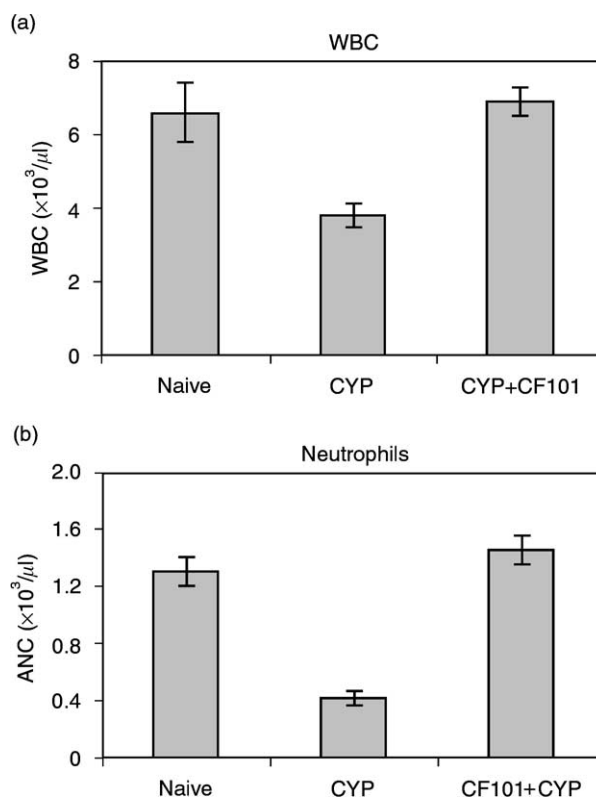 (a)
WBC
WBC (×10³/µl)
8
6
4
2
0
Naive CYP CYP+CF101
(b)
Neutrophils
ANC (×10³/µl)
2.0
1.6
1.2
0.8
0.4
0
Naive CYP CF101+CYP